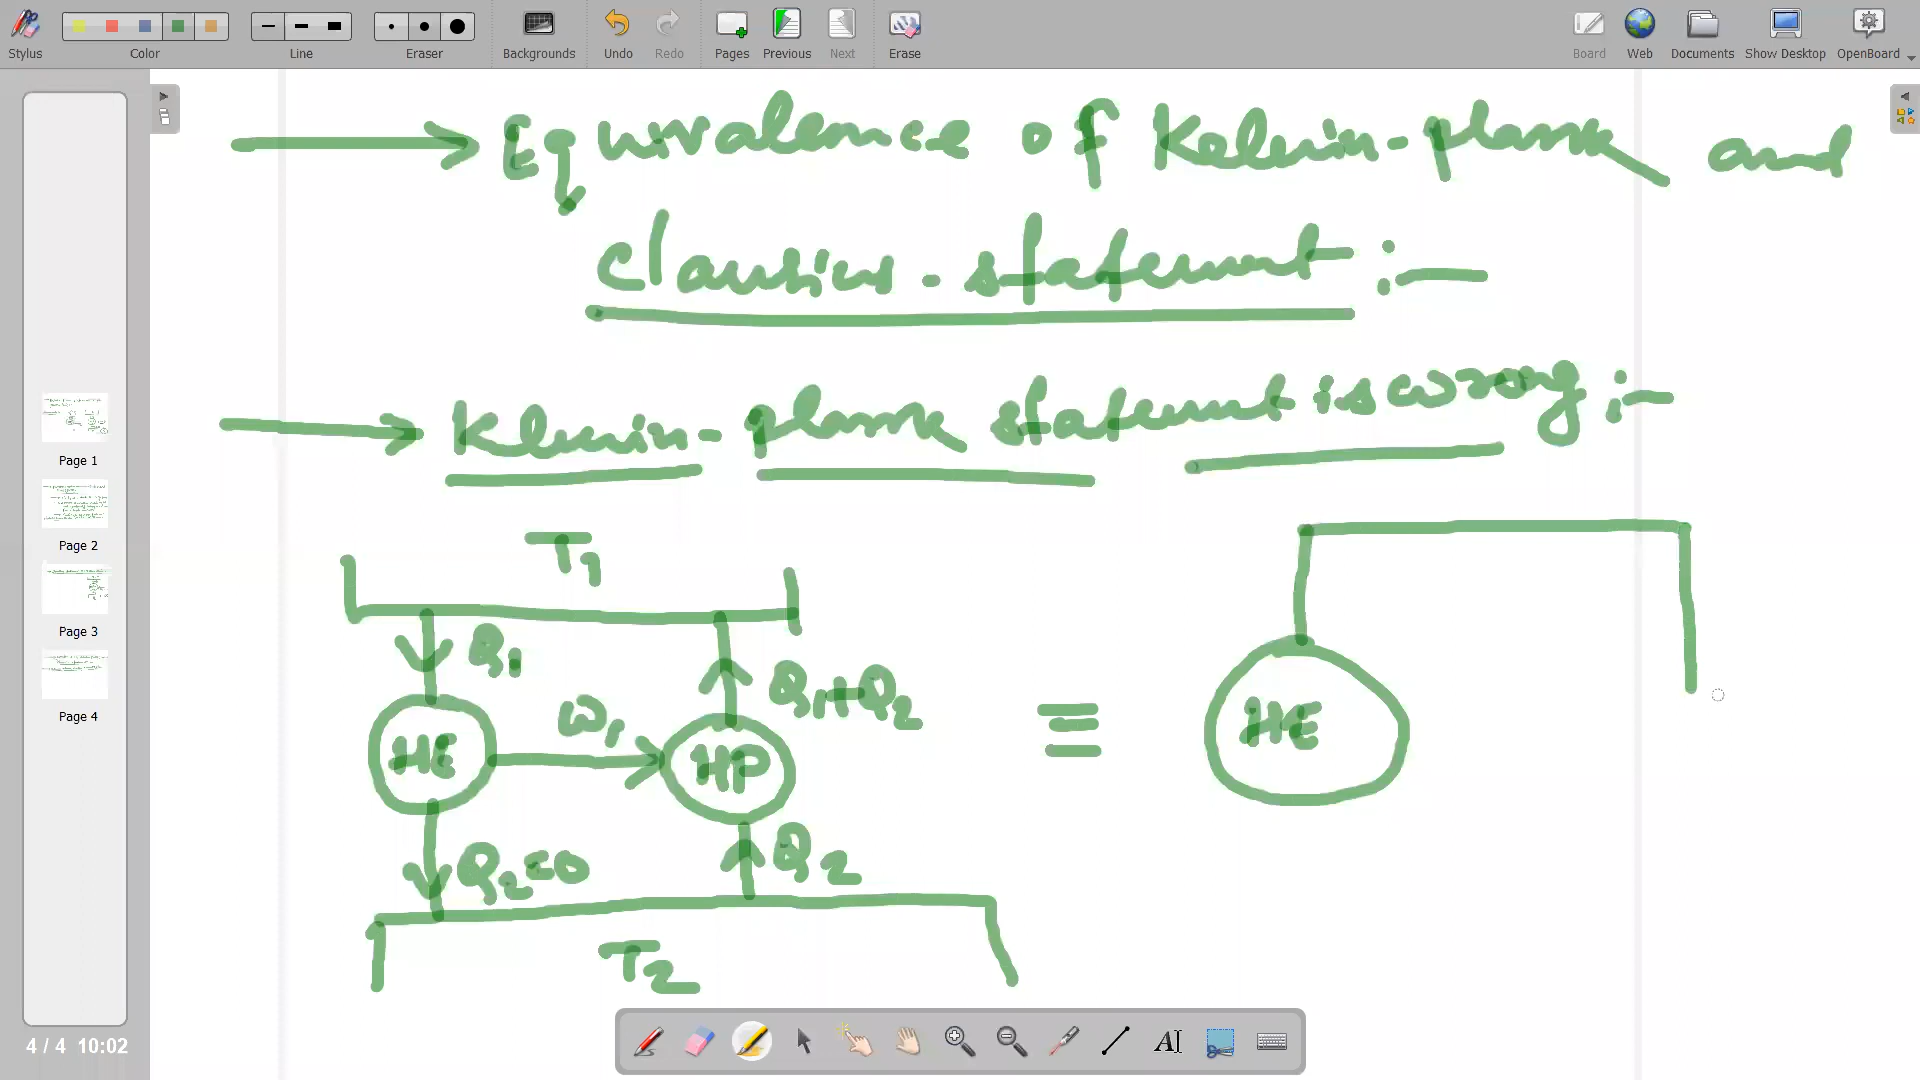 Stylus Color Line Eraser Backgrounds Undo Redo Pages Previous Next Erase Board Web Documents Show Desktop OpenBoard
Equivalence of Kelvin-plank and
Clausius-statement :-
Klevin-plank statement is wrong :-
T1
Q1
Q1+Q2
W1
HE
HP
≡
HE
Q2=0
Q2
T2
Page 1
Page 2
Page 3
Page 4
4 / 4 10:02